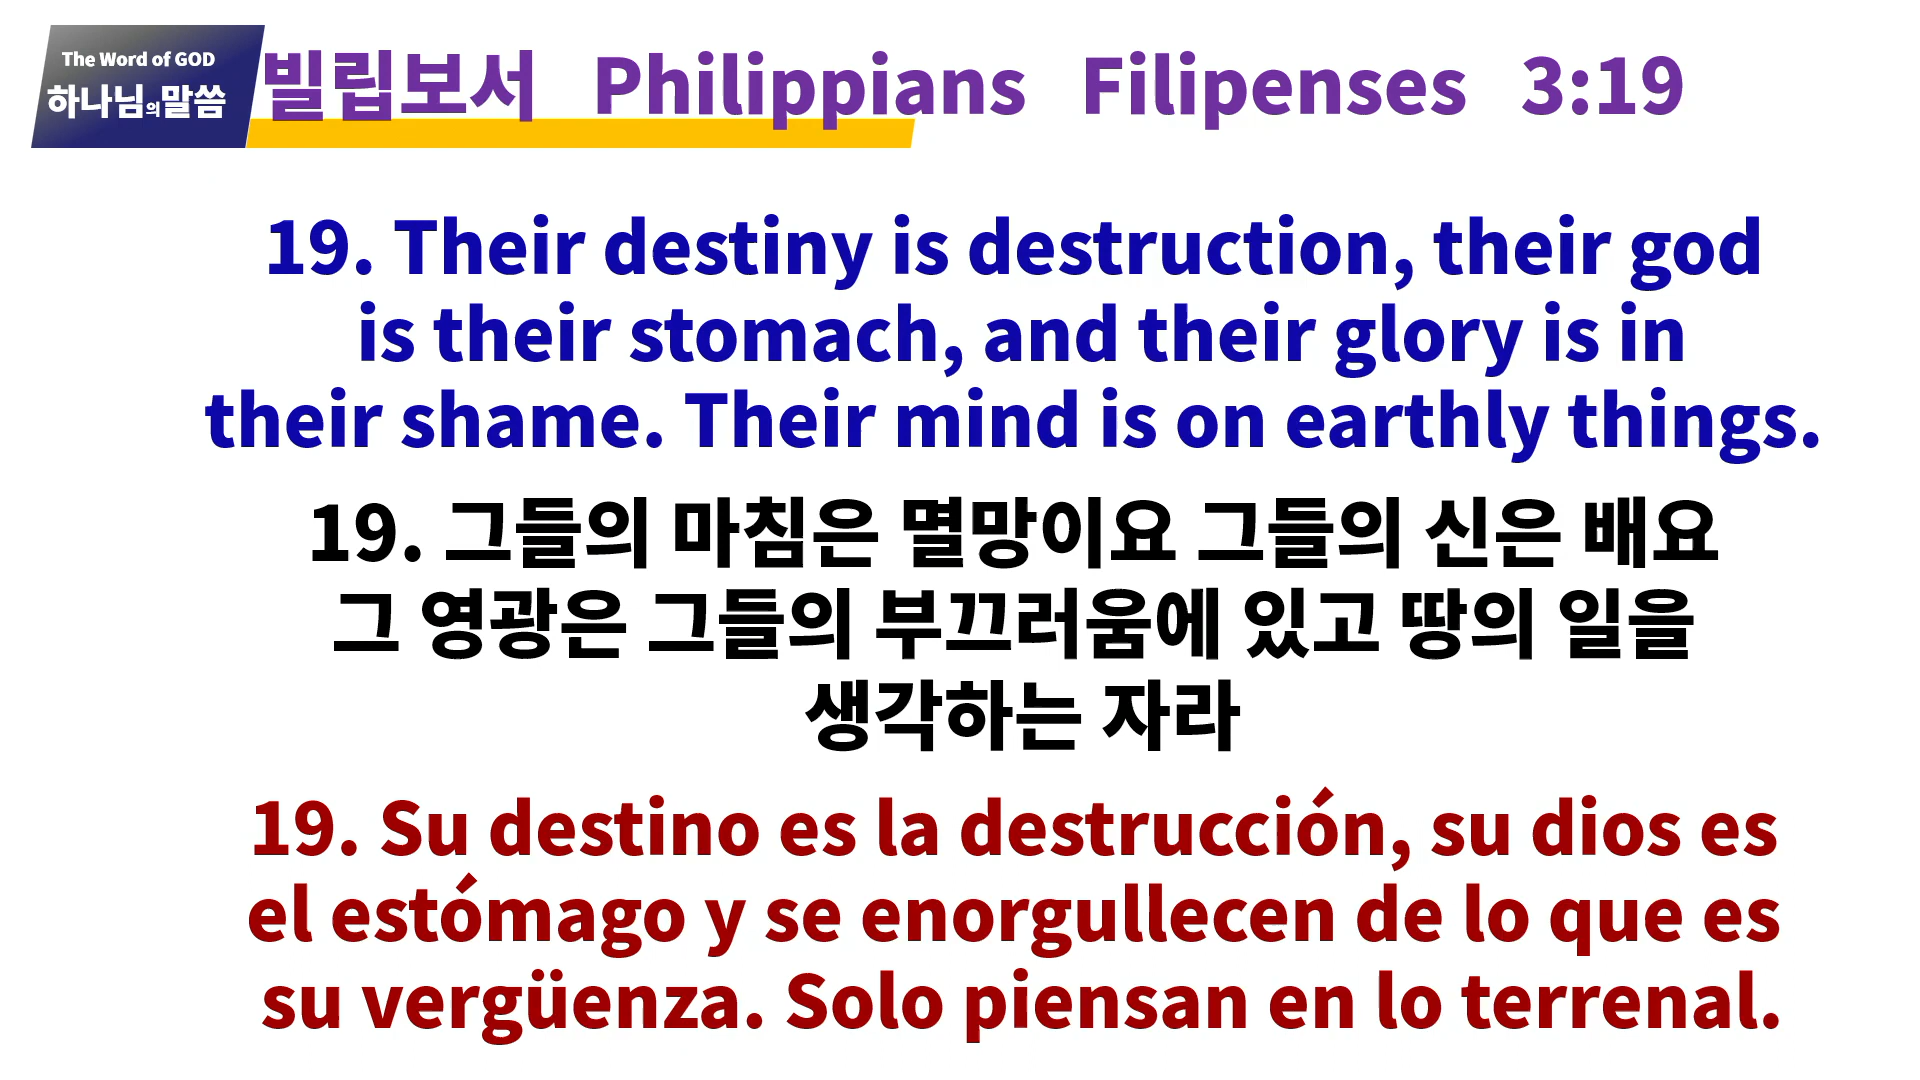 The Word of GOD
하나님의말씀
빌립보서 Philippians Filipenses 3:19
19. Their destiny is destruction, their god
is their stomach, and their glory is in
their shame. Their mind is on earthly things.
19. 그들의 마침은 멸망이요 그들의 신은 배요
그 영광은 그들의 부끄러움에 있고 땅의 일을
생각하는 자라
19. Su destino es la destrucción, su dios es
el estómago y se enorgullecen de lo que es
su vergüenza. Solo piensan en lo terrenal.